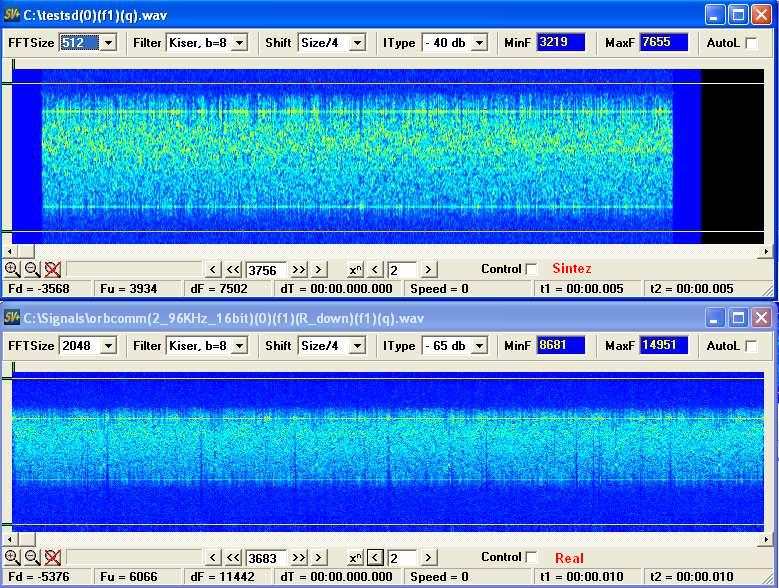 SV+ C:\testsd(0)(f1)(q).wav
FFTSize 512 Filter Kiser, b=8 Shift Size/4 IType - 40 db MinF 3219 MaxF 7655 AutoL
< << 3756 >> > xⁿ < 2 > Control Sintez
Fd = -3568 Fu = 3934 dF = 7502 dT = 00:00.000.000 Speed = 0 t1 = 00:00.005 t2 = 00:00.005
SV+ C:\Signals\orbcomm(2_96KHz_16bit)(0)(f1)(R_down)(f1)(q).wav
FFTSize 2048 Filter Kiser, b=8 Shift Size/4 IType - 65 db MinF 8681 MaxF 14951 AutoL
< << 3683 >> > xⁿ < 2 > Control Real
Fd = -5376 Fu = 6066 dF = 11442 dT = 00:00.000.000 Speed = 0 t1 = 00:00.010 t2 = 00:00.010